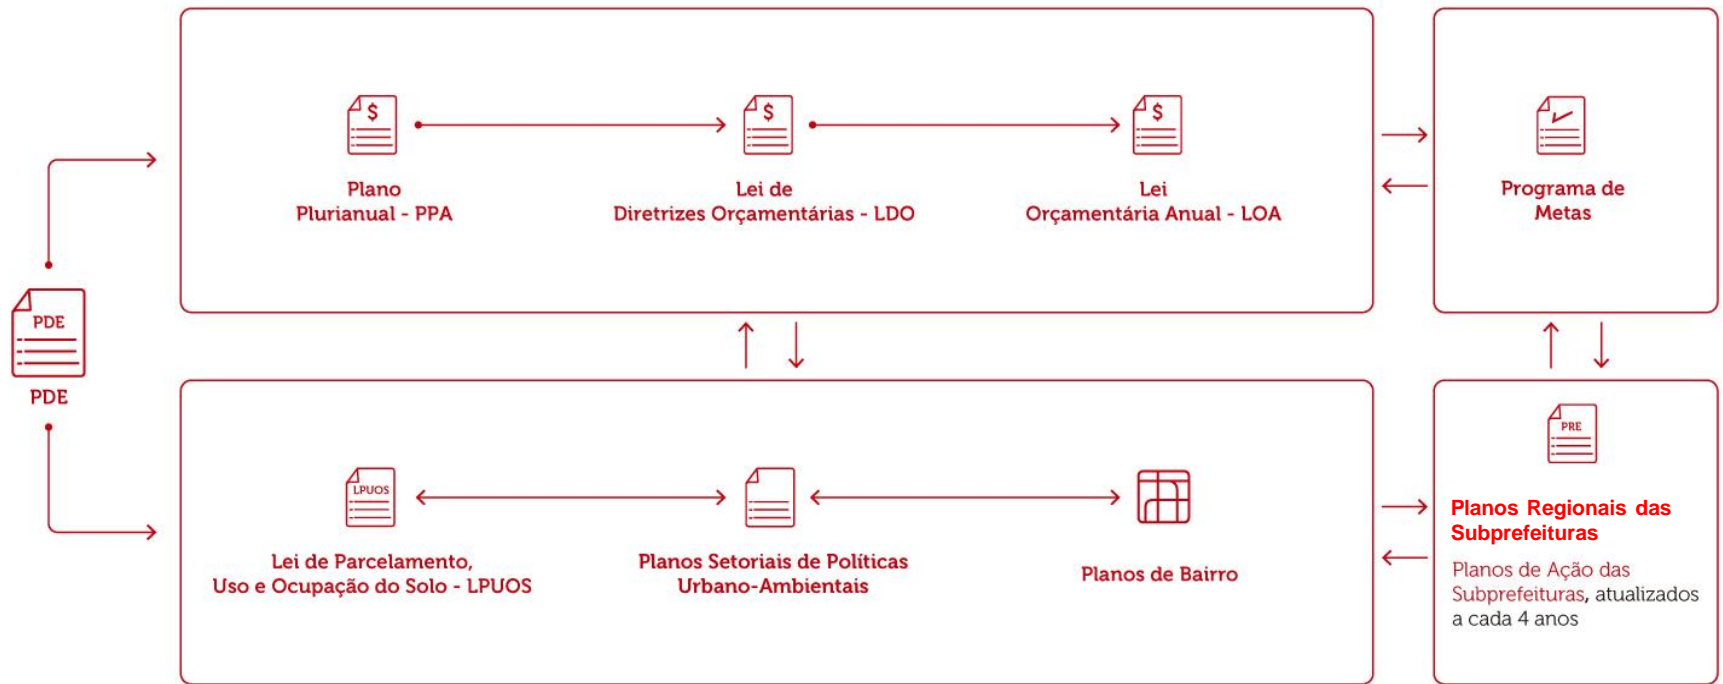 $
Plano
Plurianual - PPA
$
Lei de
Diretrizes Orçamentárias - LDO
$
Lei
Orçamentária Anual - LOA
Programa de
Metas
PDE
PDE
LPUOS
Lei de Parcelamento,
Uso e Ocupação do Solo - LPUOS
Planos Setoriais de Políticas
Urbano-Ambientais
Planos de Bairro
PRE
Planos Regionais das
Subprefeituras
Planos de Ação das
Subprefeituras, atualizados
a cada 4 anos